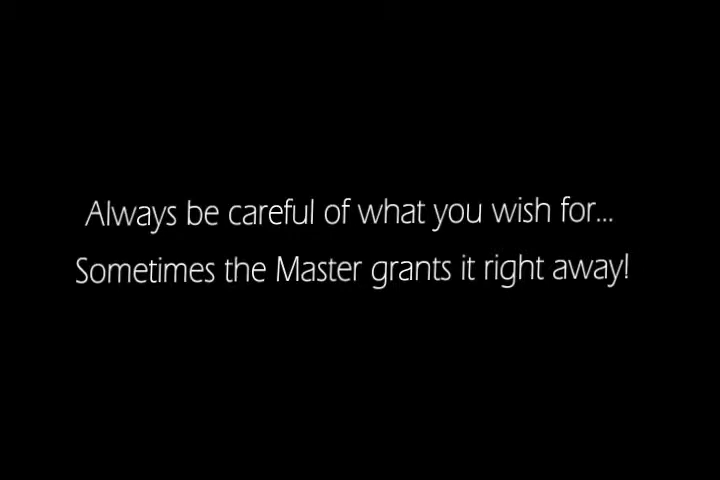 Always be careful of what you wish for...
Sometimes the Master grants it right away!